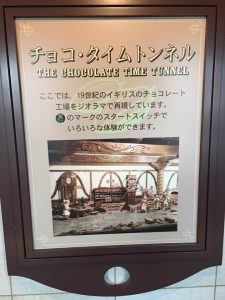 チョコ・タイムトンネル
THE CHOCOLATE TIME TUNNEL
ここでは、19世紀のイギリスのチョコレート
工場をジオラマで再現しています。
のマークのスタートスイッチで
いろいろな体験ができます。